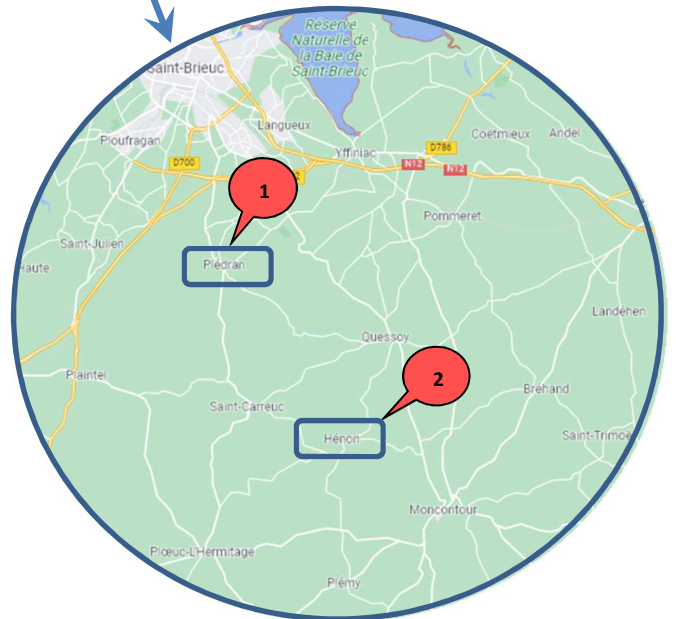 Réserve
Naturelle de
la Baie de
Saint-Brieuc
Saint-Brieuc
Langueux
Ploufragan
Yffiniac
D786
Coëtmieux
Andel
D700
N12
N12
2
1
Pommeret
Saint-Julien
Plédran
Haute
Landéhen
Quessoy
2
Plaintel
Bréhand
Saint-Carreuc
Hénon
Saint-Trimoë
Moncontour
Plœuc-L'Hermitage
Plémy